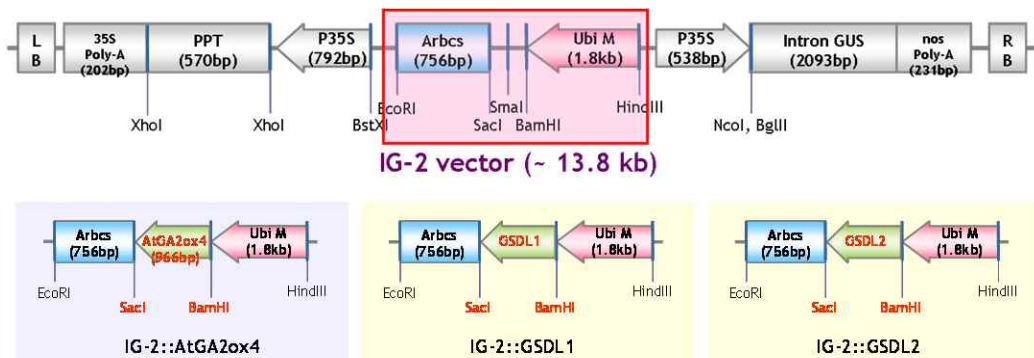 L
B
35S
Poly-A
(202bp)
PPT
(570bp)
P35S
(792bp)
Arbcs
(756bp)
Ubi M
(1.8kb)
P35S
(538bp)
Intron GUS
(2093bp)
nos
Poly-A
(231bp)
R
B
XhoI
XhoI
BstXI
EcoRI
SacI
SmaI
BamHI
HindIII
NcoI, BglII
IG-2 vector (~ 13.8 kb)
Arbcs
(756bp)
AtGA2ox4
(966bp)
Ubi M
(1.8kb)
EcoRI
SacI
BamHI
HindIII
IG-2::AtGA2ox4
Arbcs
(756bp)
GSDL1
Ubi M
(1.8kb)
EcoRI
SacI
BamHI
HindIII
IG-2::GSDL1
Arbcs
(756bp)
GSDL2
Ubi M
(1.8kb)
EcoRI
SacI
BamHI
HindIII
IG-2::GSDL2